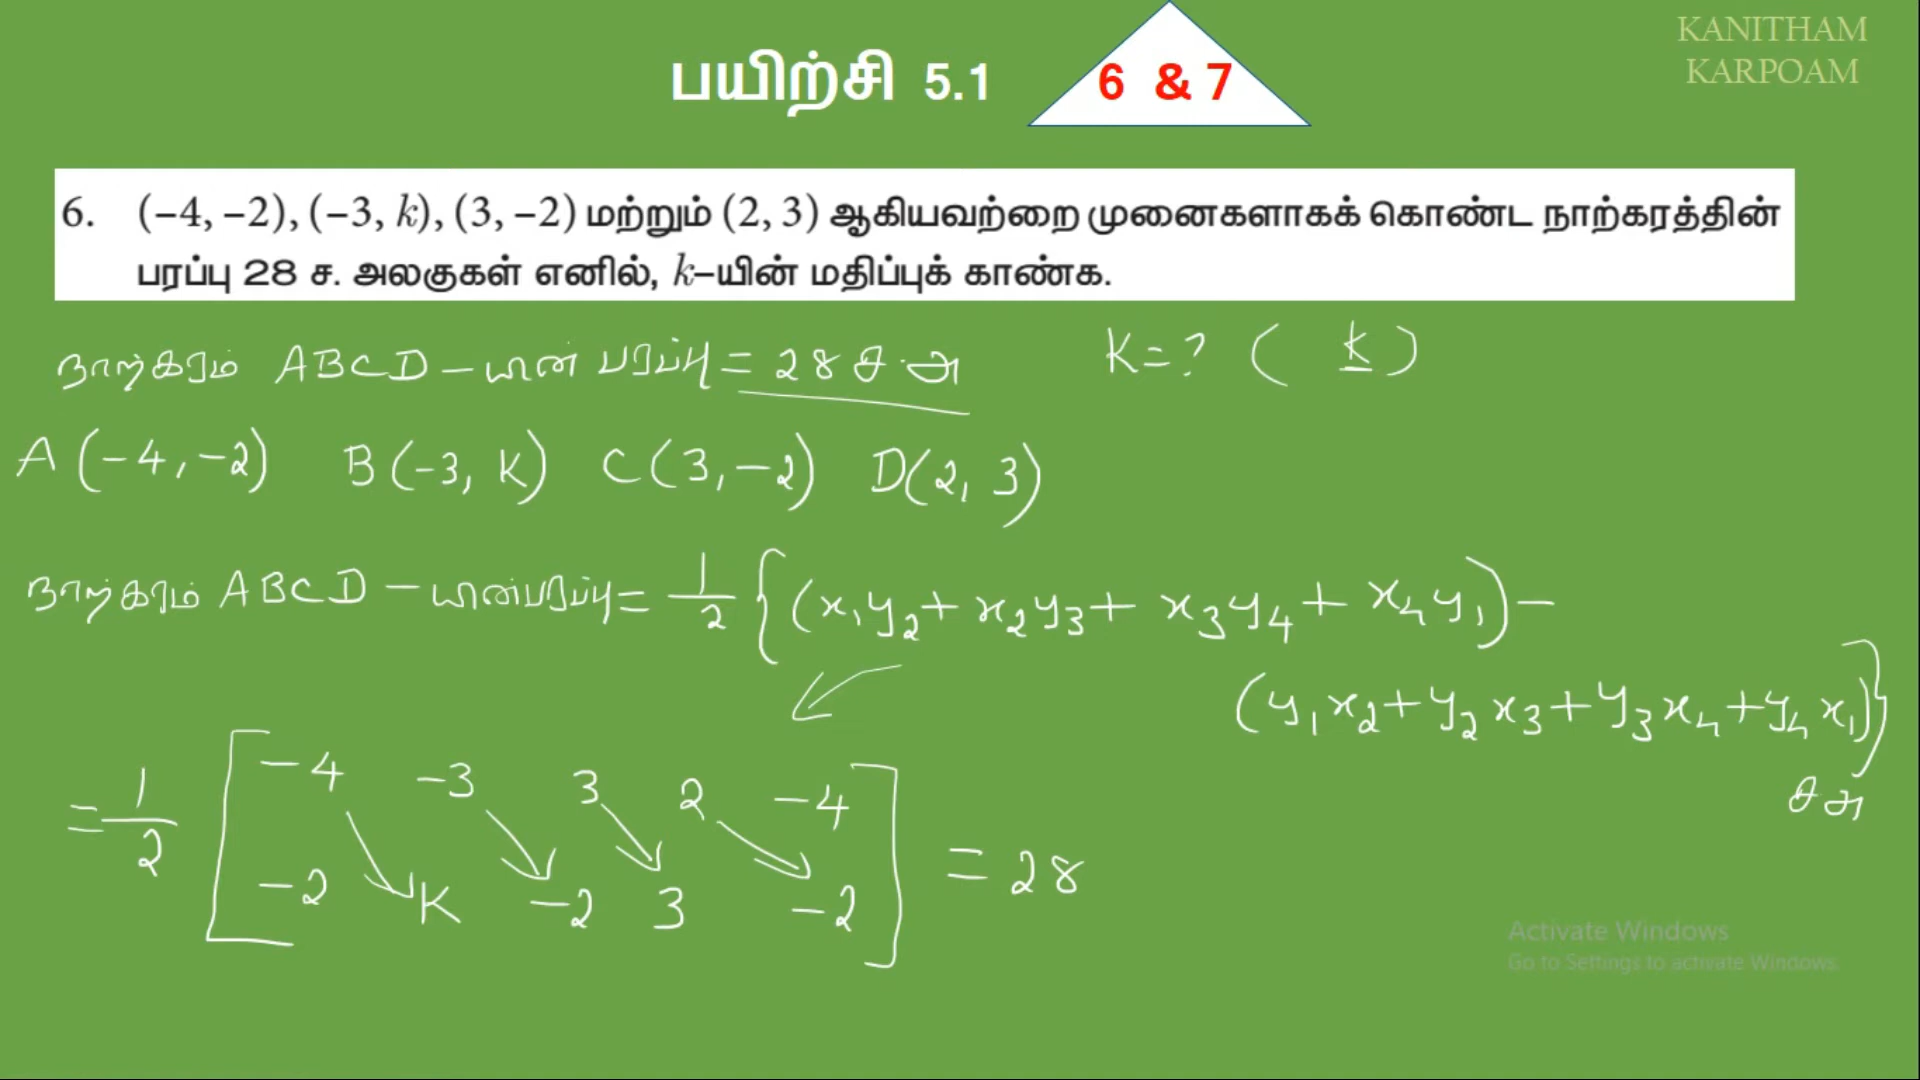 KANITHAM
KARPOAM
பயிற்சி 5.1
6 & 7
6. (–4, –2), (–3, k), (3, –2) மற்றும் (2, 3) ஆகியவற்றை முனைகளாகக் கொண்ட நாற்கரத்தின்
பரப்பு 28 ச. அலகுகள் எனில், k–யின் மதிப்புக் காண்க.
நாற்கரம் ABCD – யின் பரப்பு = 28 ச.அ K = ? ( k )
A (-4, -2) B (-3, K) C (3, -2) D (2, 3)
நாற்கரம் ABCD – யின் பரப்பு = 1/2 { (x₁y₂ + x₂y₃ + x₃y₄ + x₄y₁) –
(y₁x₂ + y₂x₃ + y₃x₄ + y₄x₁) }
ச அ
= 1/2 [ -4 -3 3 2 -4
-2 K -2 3 -2 ] = 28
Activate Windows
Go to Settings to activate Windows.